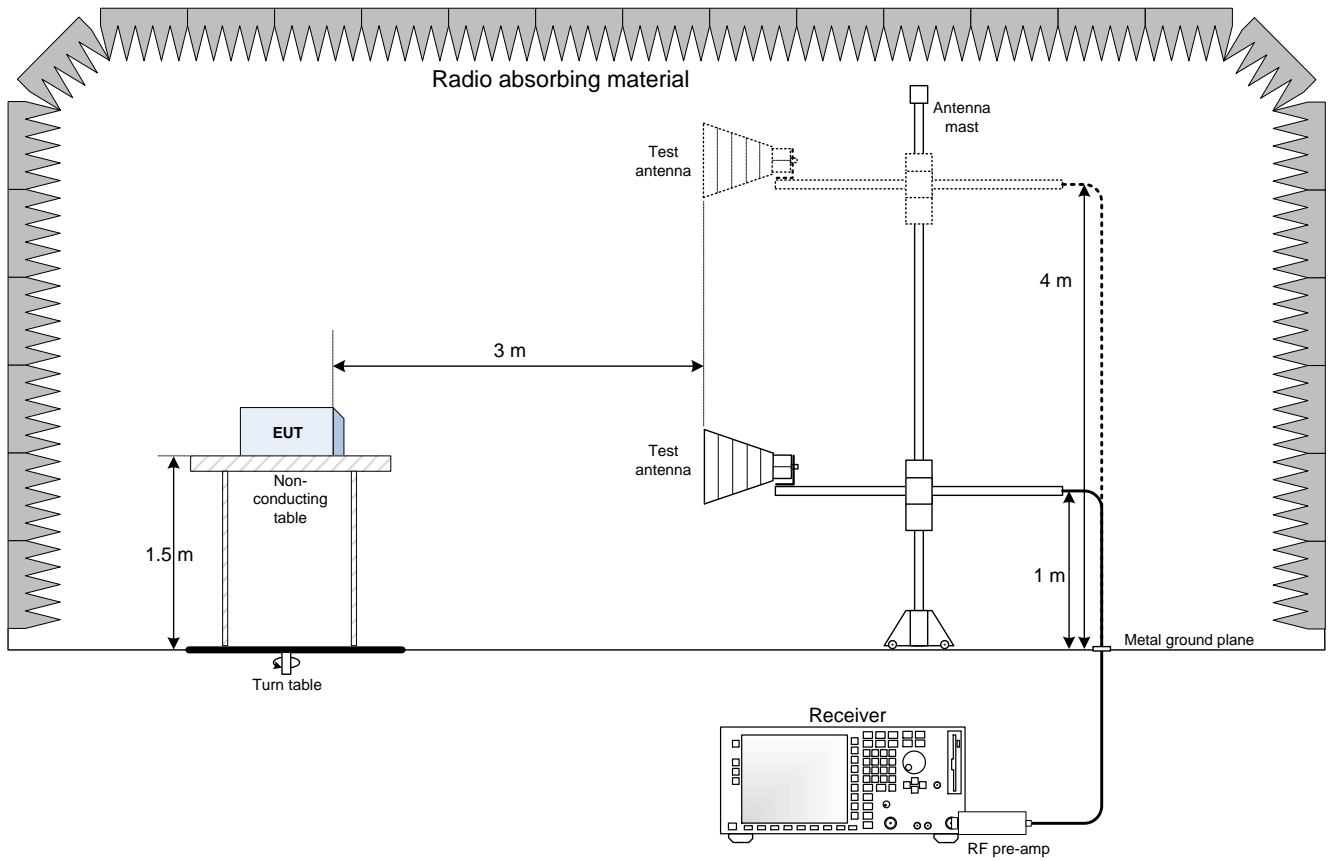 Radio absorbing material
Antenna
mast
Test
antenna
4 m
3 m
EUT
Test
antenna
Non-
conducting
table
1.5 m
1 m
Metal ground plane
Turn table
Receiver
RF pre-amp